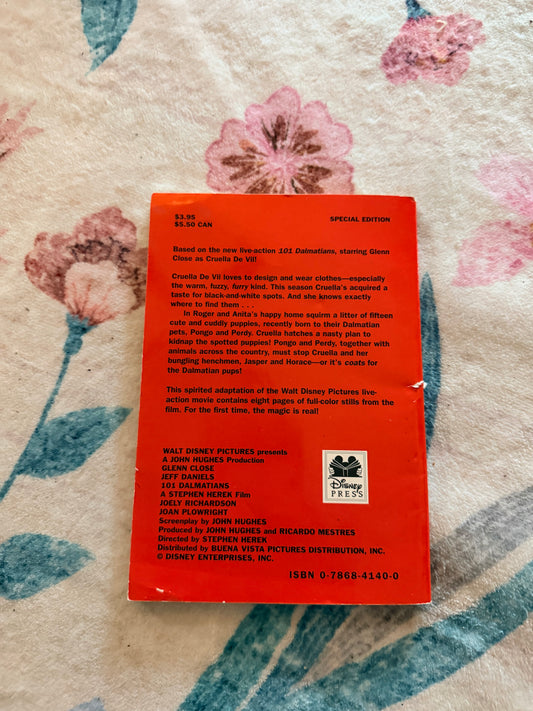 $3.95
$5.50 CAN
SPECIAL EDITION
Based on the new live-action 101 Dalmatians, starring Glenn
Close as Cruella De Vil!
Cruella De Vil loves to design and wear clothes—especially
the warm, fuzzy, furry kind. This season Cruella's acquired a
taste for black-and-white spots. And she knows exactly
where to find them . . .
In Roger and Anita's happy home squirm a litter of fifteen
cute and cuddly puppies, recently born to their Dalmatian
pets, Pongo and Perdy. Cruella hatches a nasty plan to
kidnap the spotted puppies! Pongo and Perdy, together with
animals across the country, must stop Cruella and her
bungling henchmen, Jasper and Horace—or it's coats for
the Dalmatian pups!
This spirited adaptation of the Walt Disney Pictures live-
action movie contains eight pages of full-color stills from the
film. For the first time, the magic is real!
WALT DISNEY PICTURES presents
A JOHN HUGHES Production
GLENN CLOSE
JEFF DANIELS
101 DALMATIANS
A STEPHEN HEREK Film
JOELY RICHARDSON
JOAN PLOWRIGHT
Screenplay by JOHN HUGHES
Produced by JOHN HUGHES and RICARDO MESTRES
Directed by STEPHEN HEREK
Distributed by BUENA VISTA PICTURES DISTRIBUTION, INC.
© DISNEY ENTERPRISES, INC.
Disney
PRESS
ISBN 0-7868-4140-0